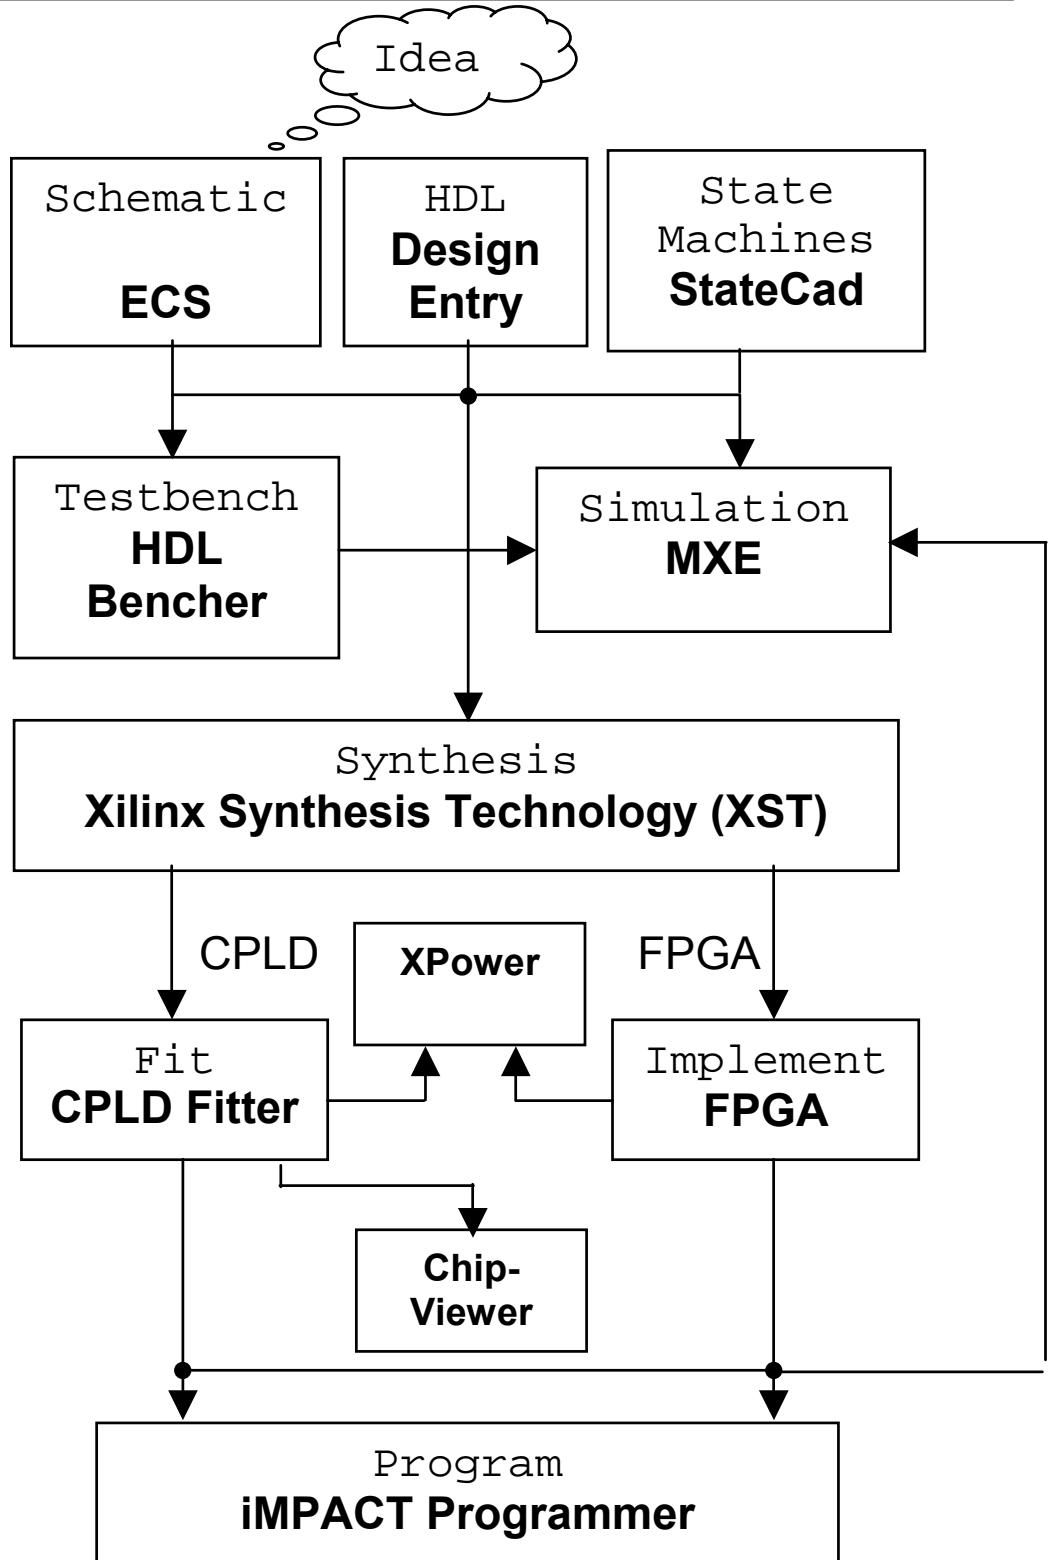 Idea
Schematic
ECS
HDL
Design
Entry
State
Machines
StateCad
Testbench
HDL
Bencher
Simulation
MXE
Synthesis
Xilinx Synthesis Technology (XST)
CPLD
XPower
FPGA
Fit
CPLD Fitter
Implement
FPGA
Chip-
Viewer
Program
iMPACT Programmer